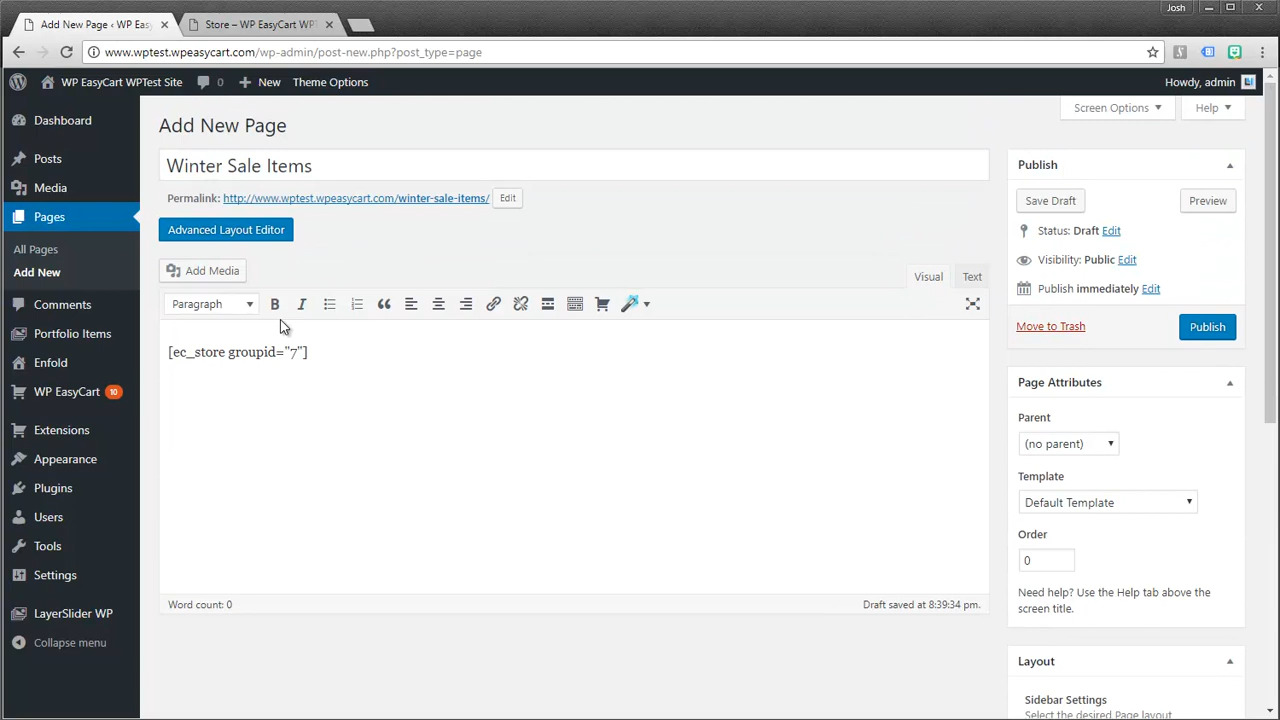 Josh
Add New Page ‹ WP Easy
Store – WP EasyCart WPT
www.wptest.wpeasycart.com/wp-admin/post-new.php?post_type=page
WP EasyCart WPTest Site
0
New
Theme Options
Howdy, admin
Dashboard
Posts
Media
Pages
All Pages
Add New
Comments
Portfolio Items
Enfold
WP EasyCart 10
Extensions
Appearance
Plugins
Users
Tools
Settings
LayerSlider WP
Collapse menu
Screen Options
Help
Add New Page
Winter Sale Items
Permalink: http://www.wptest.wpeasycart.com/winter-sale-items/ Edit
Advanced Layout Editor
Add Media
Visual Text
Paragraph
B I
[ec_store groupid="7"]
Word count: 0
Draft saved at 8:39:34 pm.
Publish
Save Draft
Preview
Status: Draft Edit
Visibility: Public Edit
Publish immediately Edit
Move to Trash
Publish
Page Attributes
Parent
(no parent)
Template
Default Template
Order
0
Need help? Use the Help tab above the
screen title.
Layout
Sidebar Settings
Select the desired Page layout